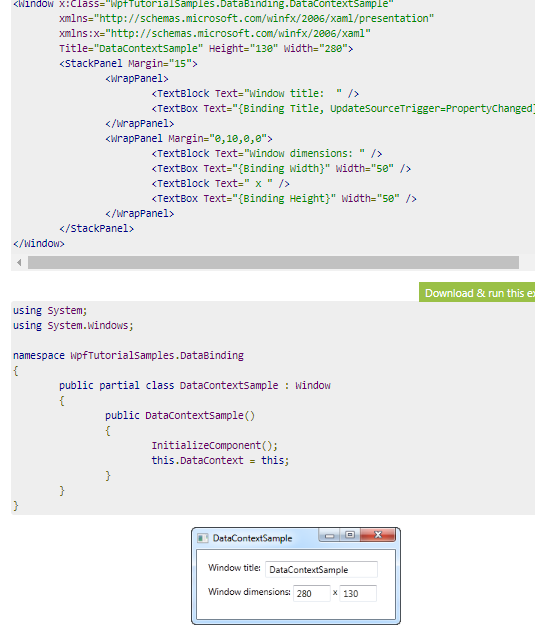 <Window x:Class="WpfTutorialSamples.DataBinding.DataContextSample"
xmlns="http://schemas.microsoft.com/winfx/2006/xaml/presentation"
xmlns:x="http://schemas.microsoft.com/winfx/2006/xaml"
Title="DataContextSample" Height="130" Width="280">
<StackPanel Margin="15">
<WrapPanel>
<TextBlock Text="Window title:  " />
<TextBox Text="{Binding Title, UpdateSourceTrigger=PropertyChanged}
</WrapPanel>
<WrapPanel Margin="0,10,0,0">
<TextBlock Text="Window dimensions: " />
<TextBox Text="{Binding Width}" Width="50" />
<TextBlock Text=" x " />
<TextBox Text="{Binding Height}" Width="50" />
</WrapPanel>
</StackPanel>
</Window>
Download & run this ex
using System;
using System.Windows;
namespace WpfTutorialSamples.DataBinding
{
public partial class DataContextSample : Window
{
public DataContextSample()
{
InitializeComponent();
this.DataContext = this;
}
}
}
DataContextSample
Window title: DataContextSample
Window dimensions: 280 x 130